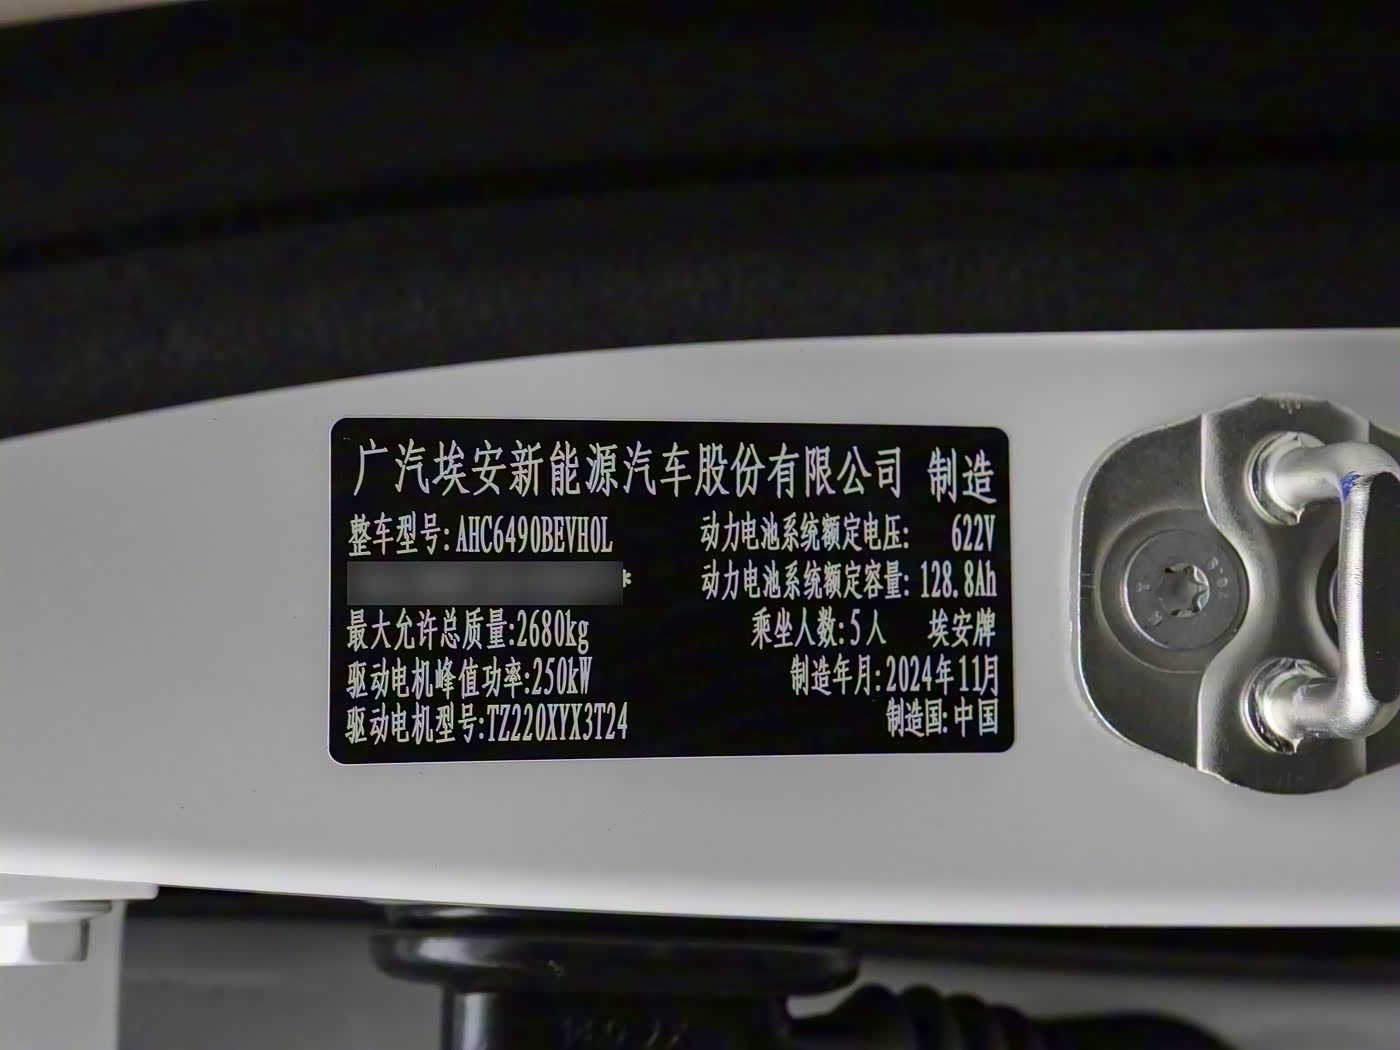 广汽埃安新能源汽车股份有限公司 制造
整车型号:AHC6490BEVH0L 动力电池系统额定电压: 622V
* 动力电池系统额定容量: 128.8Ah
最大允许总质量:2680kg 乘坐人数:5人 埃安牌
驱动电机峰值功率:250kW 制造年月:2024年11月
驱动电机型号:TZ220XYX3T24 制造国:中国